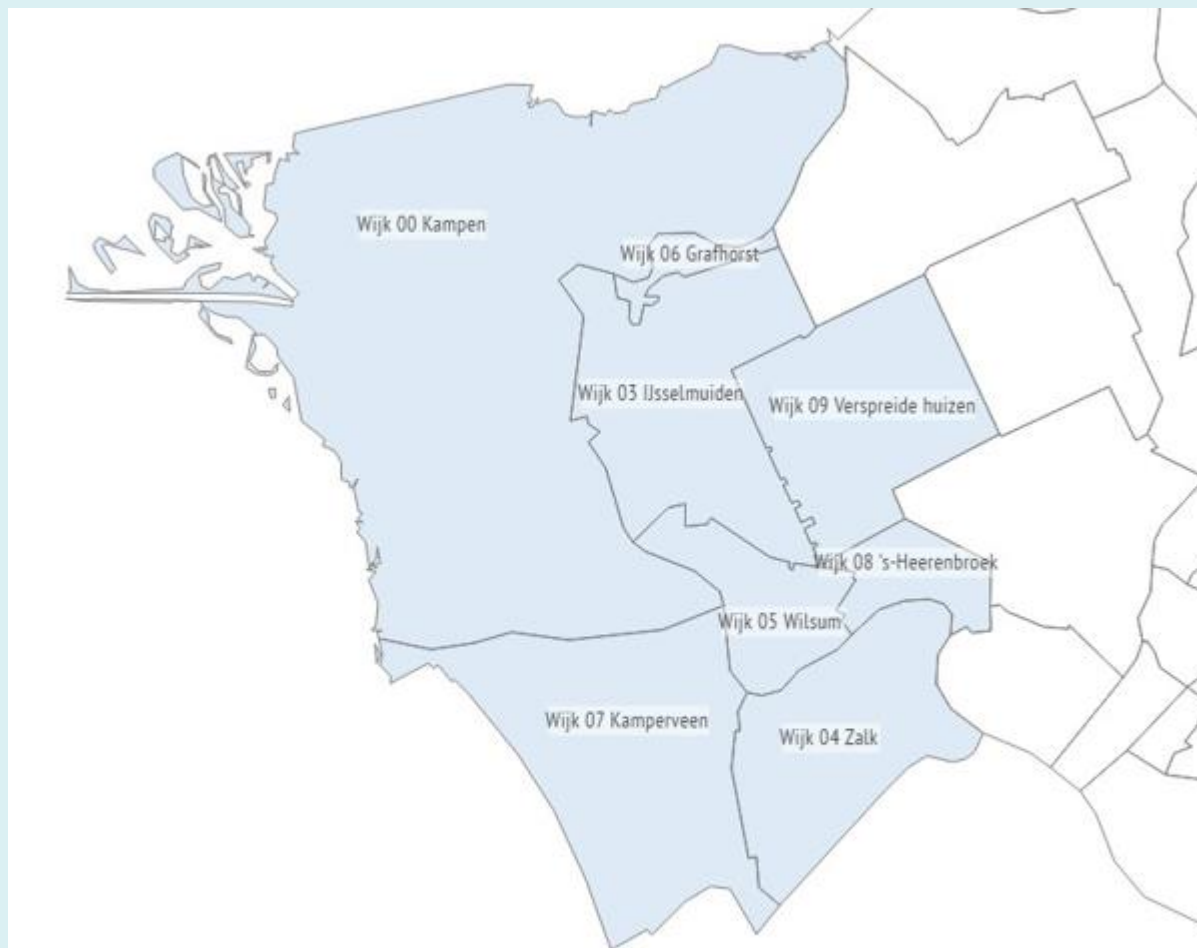 Wijk 00 Kampen
Wijk 06 Grafhorst
Wijk 03 IJsselmuiden
Wijk 09 Verspreide huizen
Wijk 08 's-Heerenbroek
Wijk 05 Wilsum
Wijk 07 Kamperveen
Wijk 04 Zalk